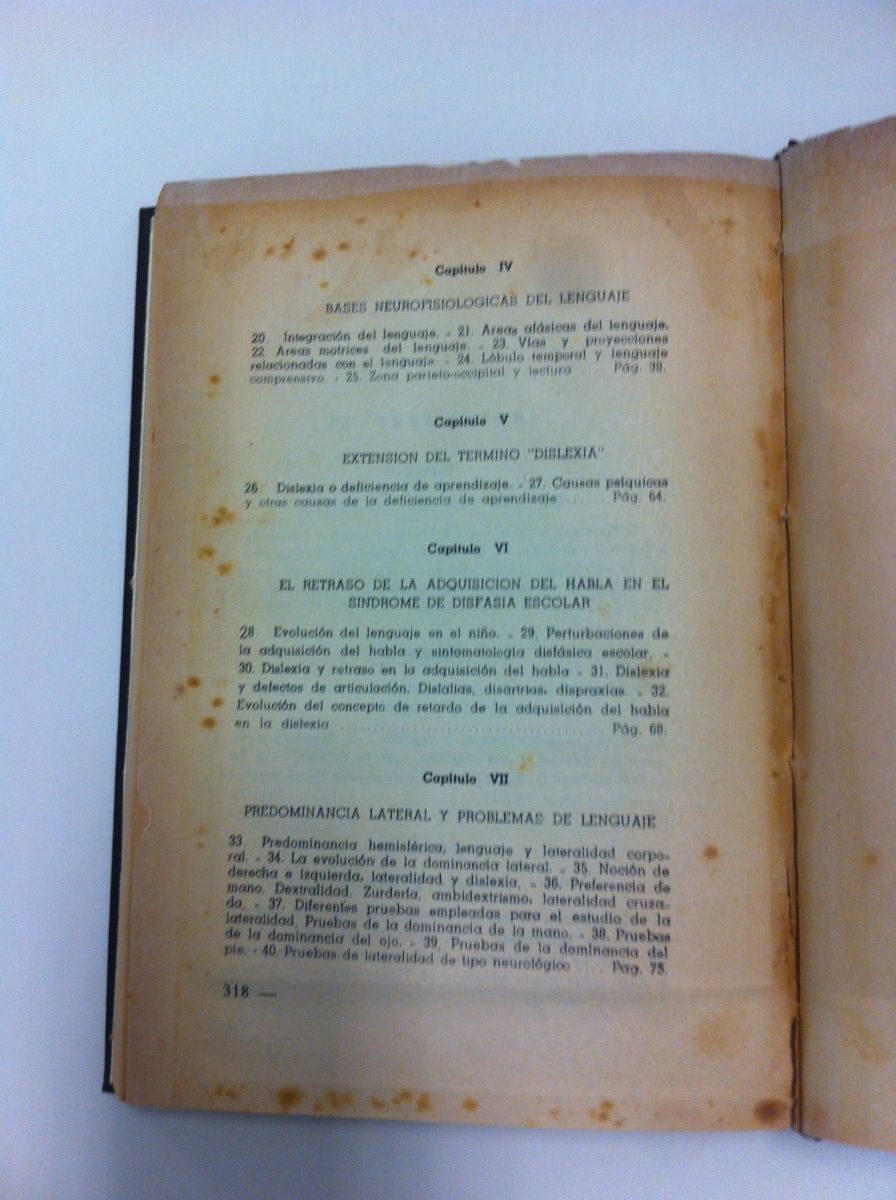 Capítulo IV
BASES NEUROFISIOLOGICAS DEL LENGUAJE
20. Integración del lenguaje. - 21. Areas afásicas del lenguaje.
22. Areas motrices del lenguaje. - 23. Vías y proyecciones
relacionadas con el lenguaje. - 24. Lóbulo temporal y lenguaje
comprensivo. - 25. Zona parieto-occipital y lectura .... Pág. 38.
Capítulo V
EXTENSION DEL TERMINO "DISLEXIA"
26. Dislexia o deficiencia de aprendizaje. - 27. Causas psíquicas
y otras causas de la deficiencia de aprendizaje ...... Pág. 64.
Capítulo VI
EL RETRASO DE LA ADQUISICION DEL HABLA EN EL
SINDROME DE DISFASIA ESCOLAR
28. Evolución del lenguaje en el niño. - 29. Perturbaciones de
la adquisición del habla y sintomatología disfásica escolar. -
30. Dislexia y retraso en la adquisición del habla - 31. Dislexia
y defectos de articulación. Dislalias, disartrias, dispraxias. - 32.
Evolución del concepto de retardo de la adquisición del habla
en la dislexia ...................................... Pág. 68.
Capítulo VII
PREDOMINANCIA LATERAL Y PROBLEMAS DE LENGUAJE
33. Predominancia hemisférica, lenguaje y lateralidad corpo-
ral. - 34. La evolución de la dominancia lateral. - 35. Noción de
derecha e izquierda, lateralidad y dislexia. - 36. Preferencia de
mano. Dextralidad. Zurdería, ambidextrismo, lateralidad cruza-
da. - 37. Diferentes pruebas empleadas para el estudio de la
lateralidad. Pruebas de la dominancia de la mano. - 38. Pruebas
de la dominancia del ojo. - 39. Pruebas de la dominancia del
pie. - 40. Pruebas de lateralidad de tipo neurológico .... Pág. 75.
318 —